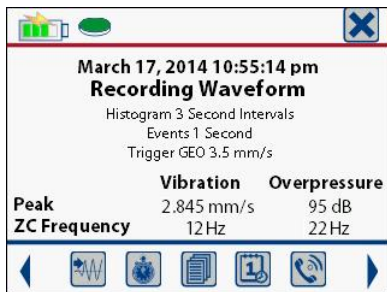 March 17, 2014 10:55:14 pm
Recording Waveform
Histogram 3 Second Intervals
Events 1 Second
Trigger GEO 3.5 mm/s
Vibration Overpressure
Peak 2.845 mm/s 95 dB
ZC Frequency 12 Hz 22 Hz
1